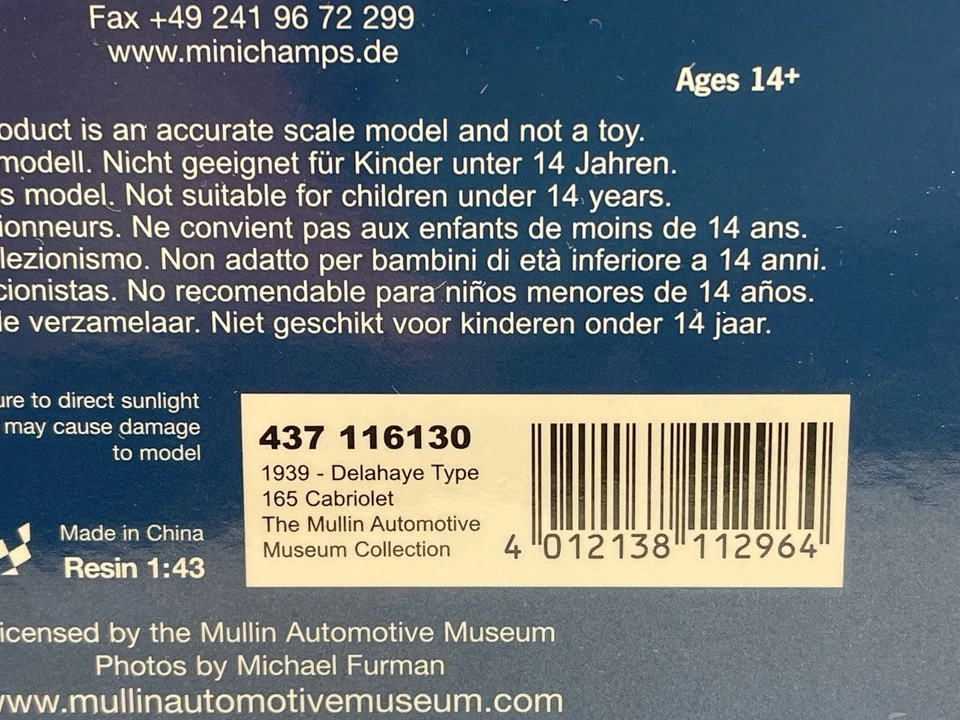 Fax +49 241 96 72 299
www.minichamps.de
Ages 14+
oduct is an accurate scale model and not a toy.
modell. Nicht geeignet für Kinder unter 14 Jahren.
s model. Not suitable for children under 14 years.
ionneurs. Ne convient pas aux enfants de moins de 14 ans.
lezionismo. Non adatto per bambini di età inferiore a 14 anni.
cionistas. No recomendable para niños menores de 14 años.
le verzamelaar. Niet geschikt voor kinderen onder 14 jaar.
ure to direct sunlight
may cause damage
to model
437 116130
1939 - Delahaye Type
165 Cabriolet
The Mullin Automotive
Museum Collection
4 012138 112964
Made in China
Resin 1:43
icensed by the Mullin Automotive Museum
Photos by Michael Furman
www.mullinautomotivemuseum.com